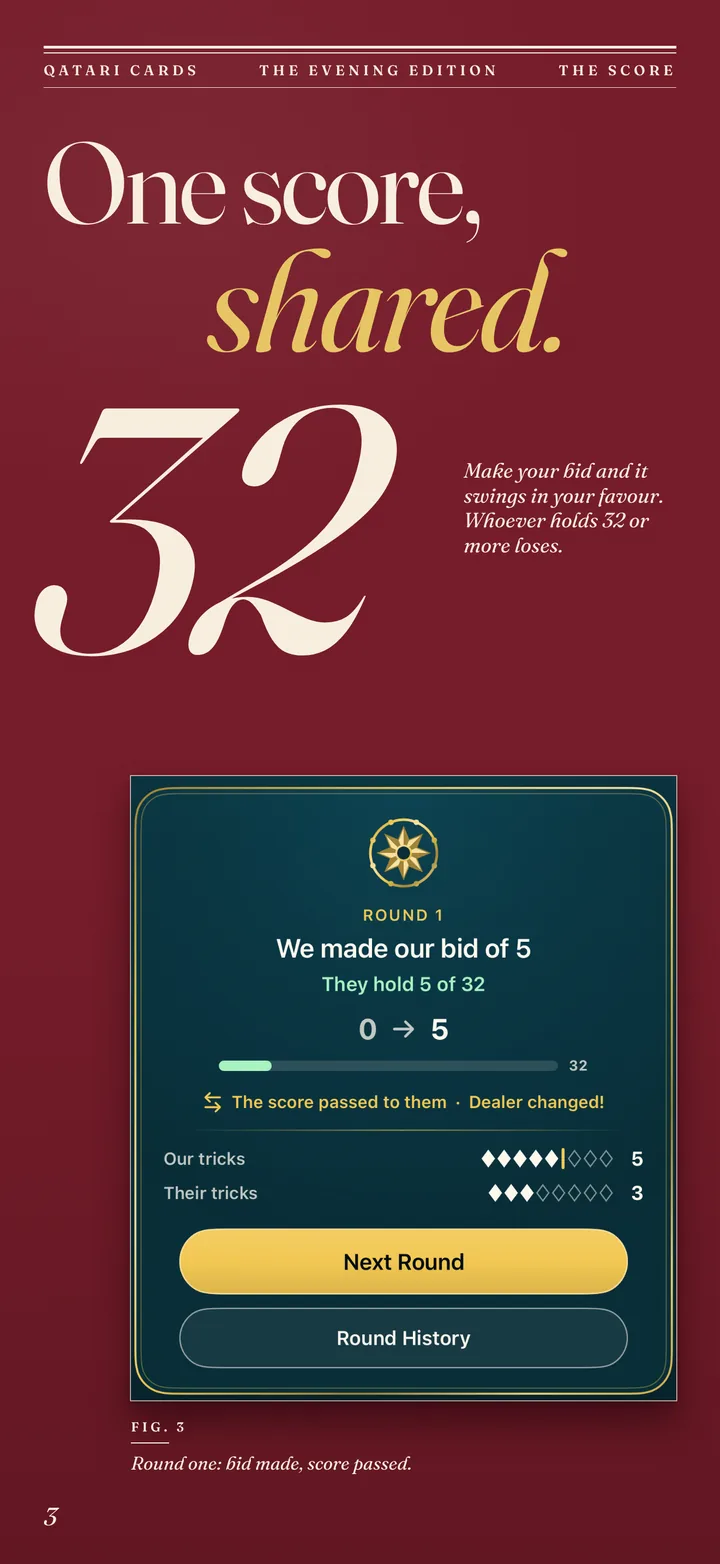 QATARI CARDS THE EVENING EDITION THE SCORE
One score,
shared.
32
Make your bid and it
swings in your favour.
Whoever holds 32 or
more loses.
ROUND 1
We made our bid of 5
They hold 5 of 32
0 → 5
32
The score passed to them · Dealer changed!
Our tricks 5
Their tricks 3
Next Round
Round History
FIG. 3
Round one: bid made, score passed.
3